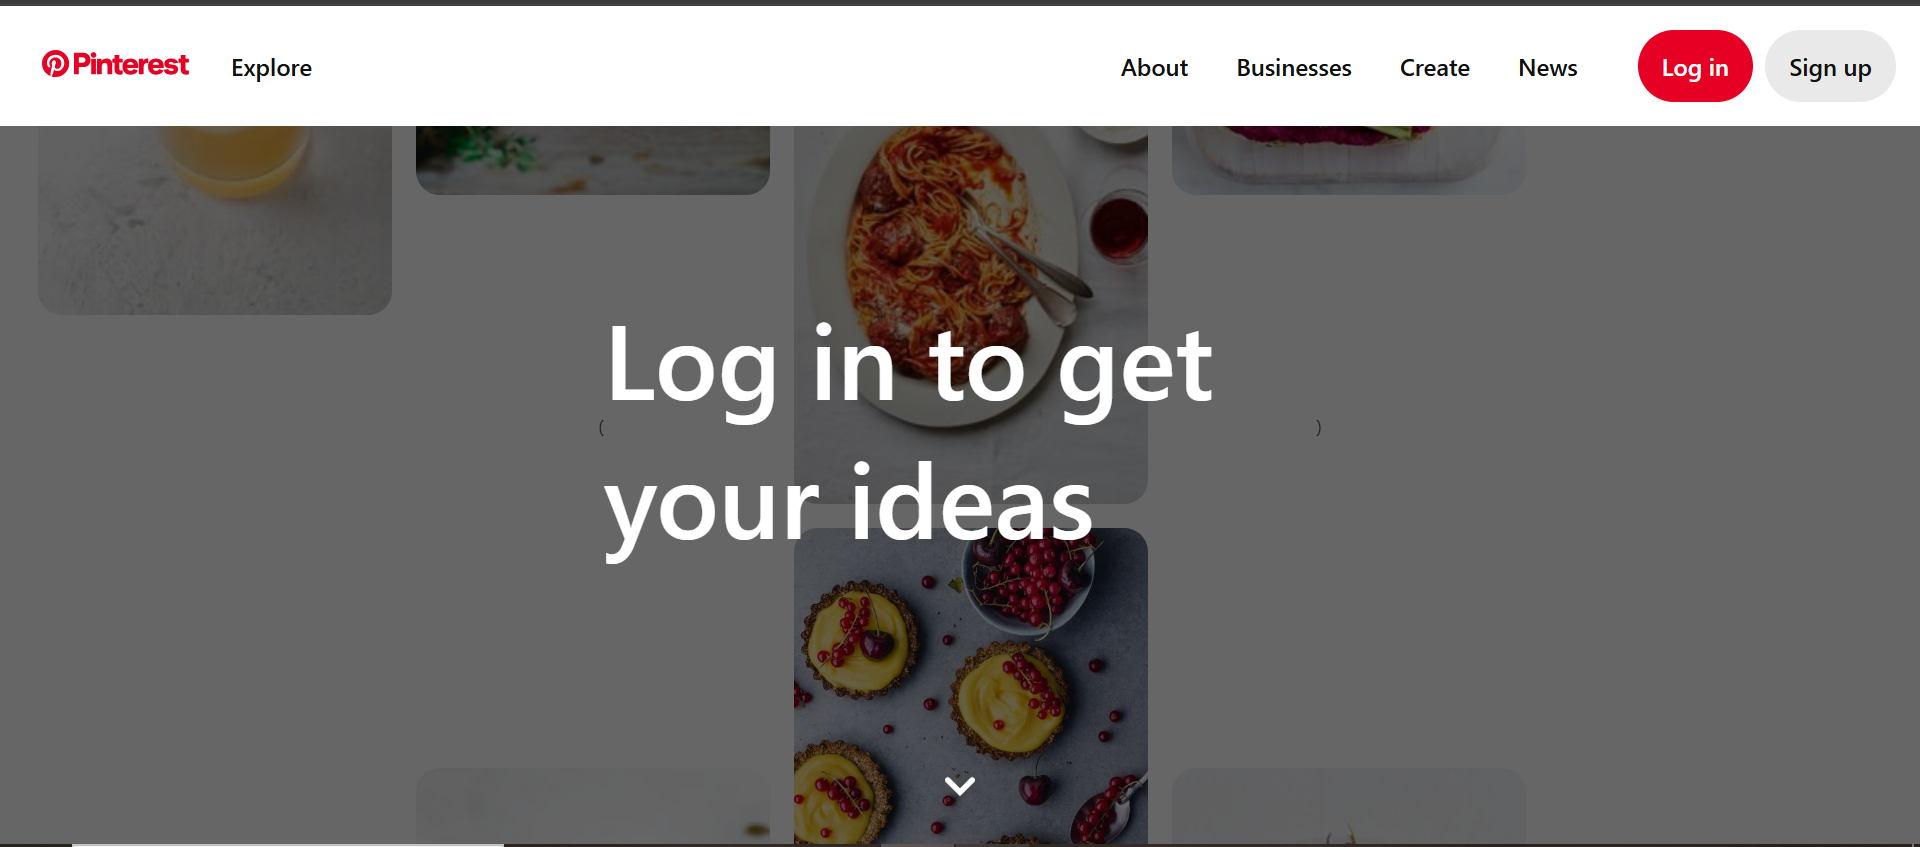 Pinterest
Explore
About
Businesses
Create
News
Log in
Sign up
Log in to get
(
)
your ideas